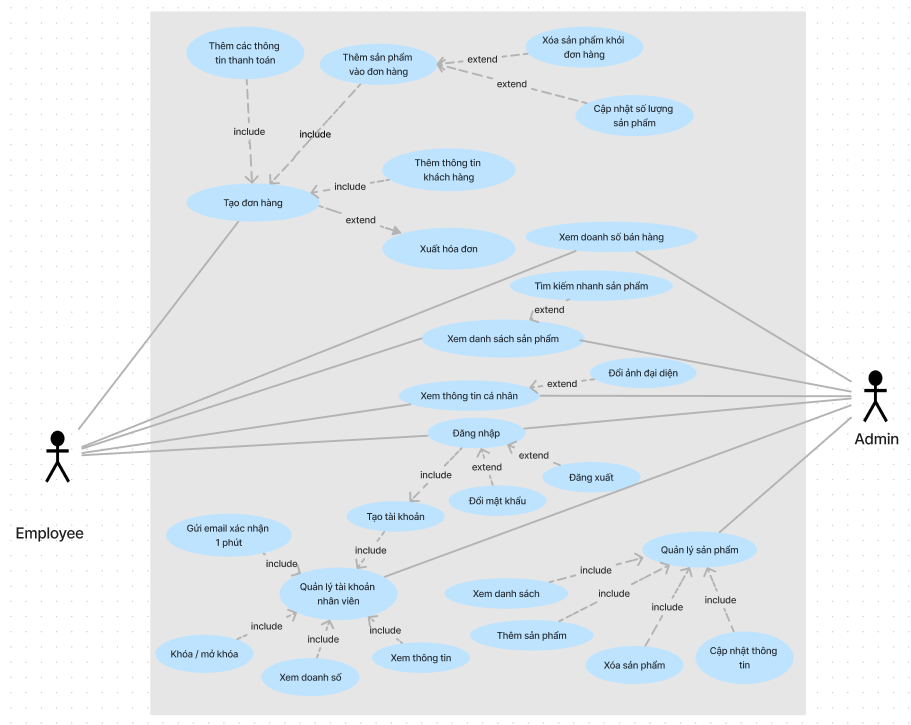 Thêm các thông
tin thanh toán
Thêm sản phẩm
vào đơn hàng
Xóa sản phẩm khỏi
đơn hàng
extend
extend
Cập nhật số lượng
sản phẩm
include
include
Thêm thông tin
khách hàng
include
Tạo đơn hàng
extend
Xuất hóa đơn
Xem doanh số bán hàng
Tìm kiếm nhanh sản phẩm
extend
Xem danh sách sản phẩm
Đổi ảnh đại diện
extend
Xem thông tin cá nhân
Đăng nhập
Admin
extend
extend
include
Đăng xuất
Đổi mật khẩu
Tạo tài khoản
Employee
Gửi email xác nhận
1 phút
include
include
Quản lý sản phẩm
Quản lý tài khoản
nhân viên
include
Xem danh sách
include
include
include
include
include
include
Thêm sản phẩm
Khóa / mở khóa
Xem thông tin
Xem doanh số
Xóa sản phẩm
Cập nhật thông
tin